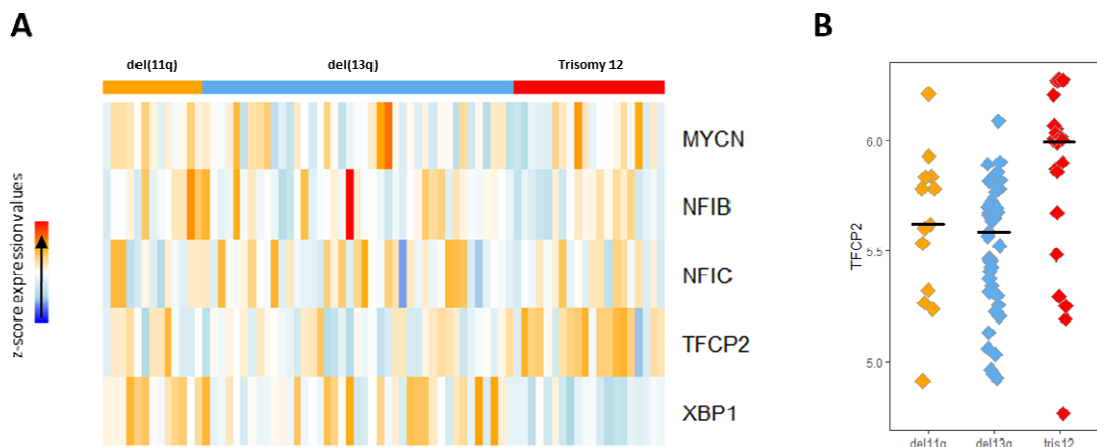 A
B
del(11q)
del(13q)
Trisomy 12
MYCN
NFIB
NFIC
TFCP2
XBP1
z-score expression values
TFCP2
6.0
5.5
5.0
del11q
del13q
tris12